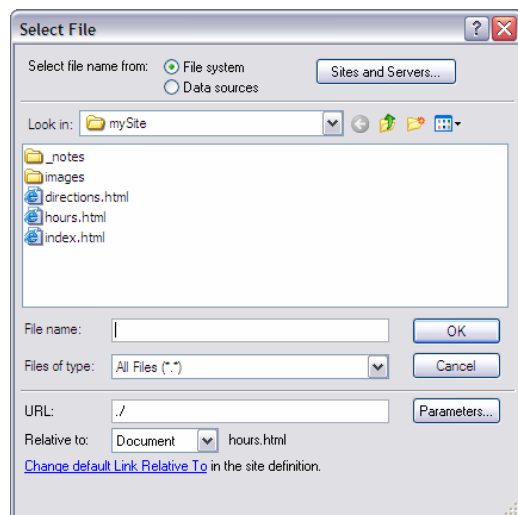 Select File
Select file name from: File system Sites and Servers...
Data sources
Look in: mySite
_notes
images
directions.html
hours.html
index.html
File name: OK
Files of type: All Files (*.*) Cancel
URL: ./ Parameters...
Relative to: Document hours.html
Change default Link Relative To in the site definition.